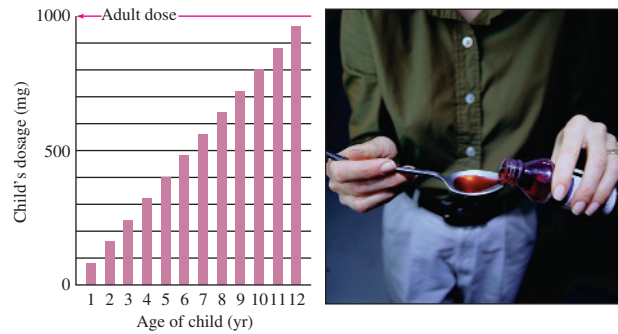 1000
Adult dose
Child's dosage (mg)
500
0
1 2 3 4 5 6 7 8 9 10 11 12
Age of child (yr)